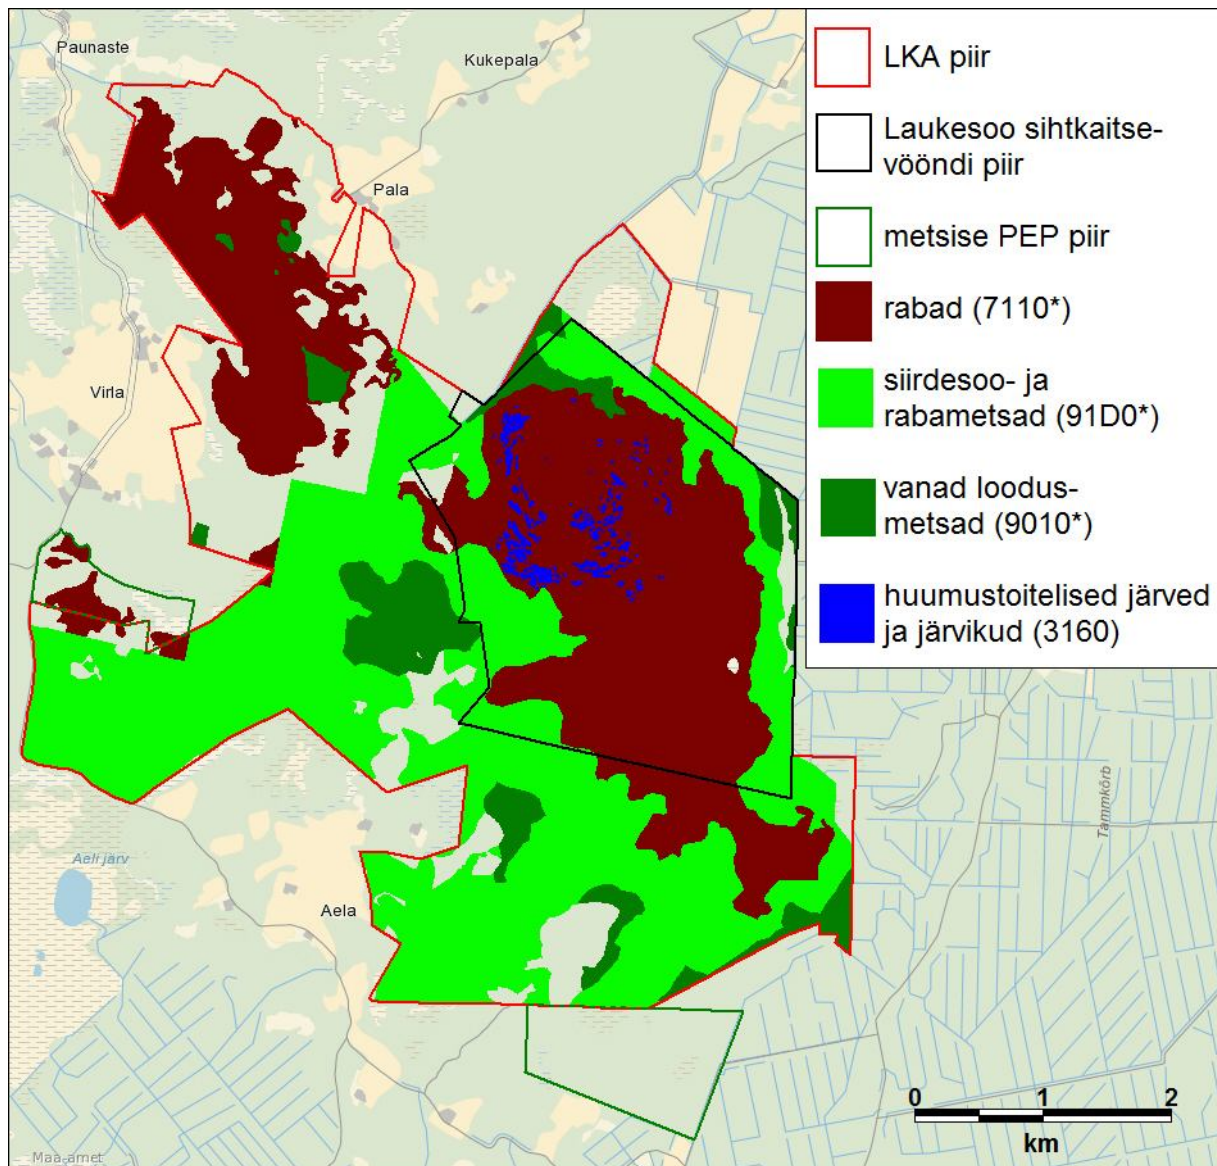 Paunaste
Kukepala
Pala
Virla
Aeli järv
Aela
Tammkõrb
Maa-amet
LKA piir
Laukesoo sihtkaitse-
vööndi piir
metsise PEP piir
rabad (7110*)
siirdesoo- ja
rabametsad (91D0*)
vanad loodus-
metsad (9010*)
huumustoitelised järved
ja järvikud (3160)
0 1 2
km